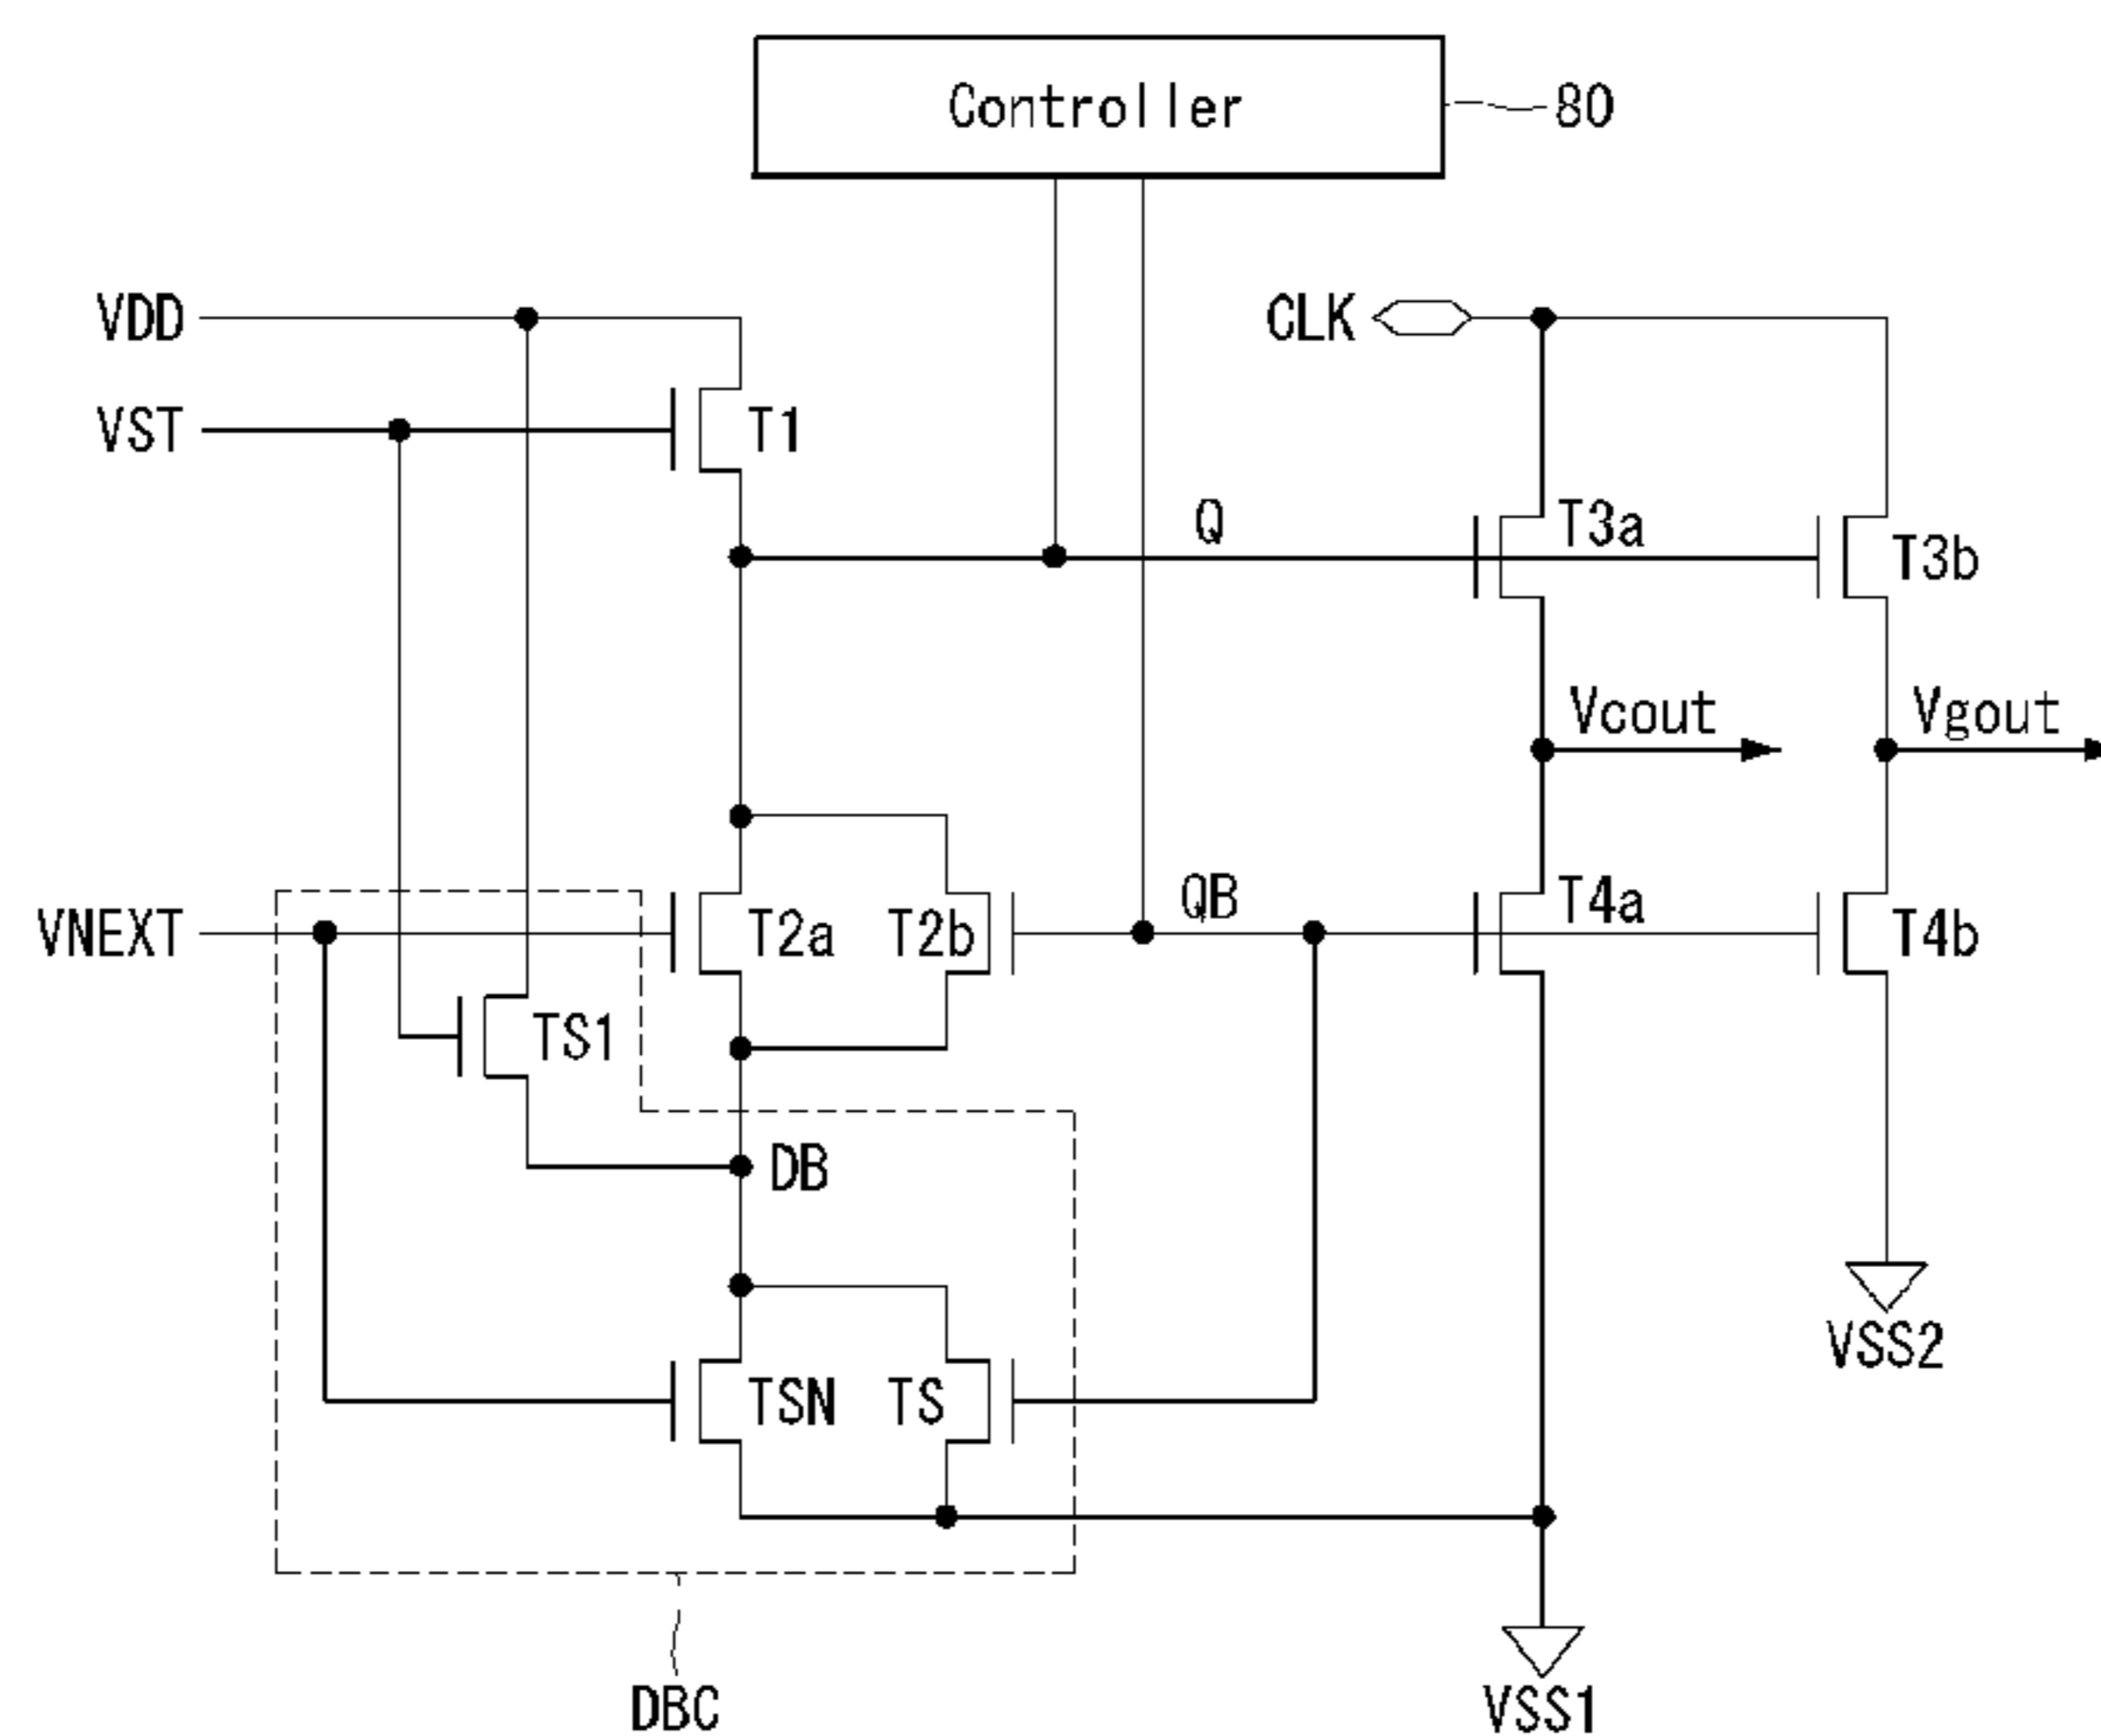 Controller
80
VDD
CLK
VST
T1
Q
T3a
T3b
Vcout
Vgout
VNEXT
T2a
T2b
QB
T4a
T4b
TS1
DB
TSN
TS
VSS2
DBC
VSS1